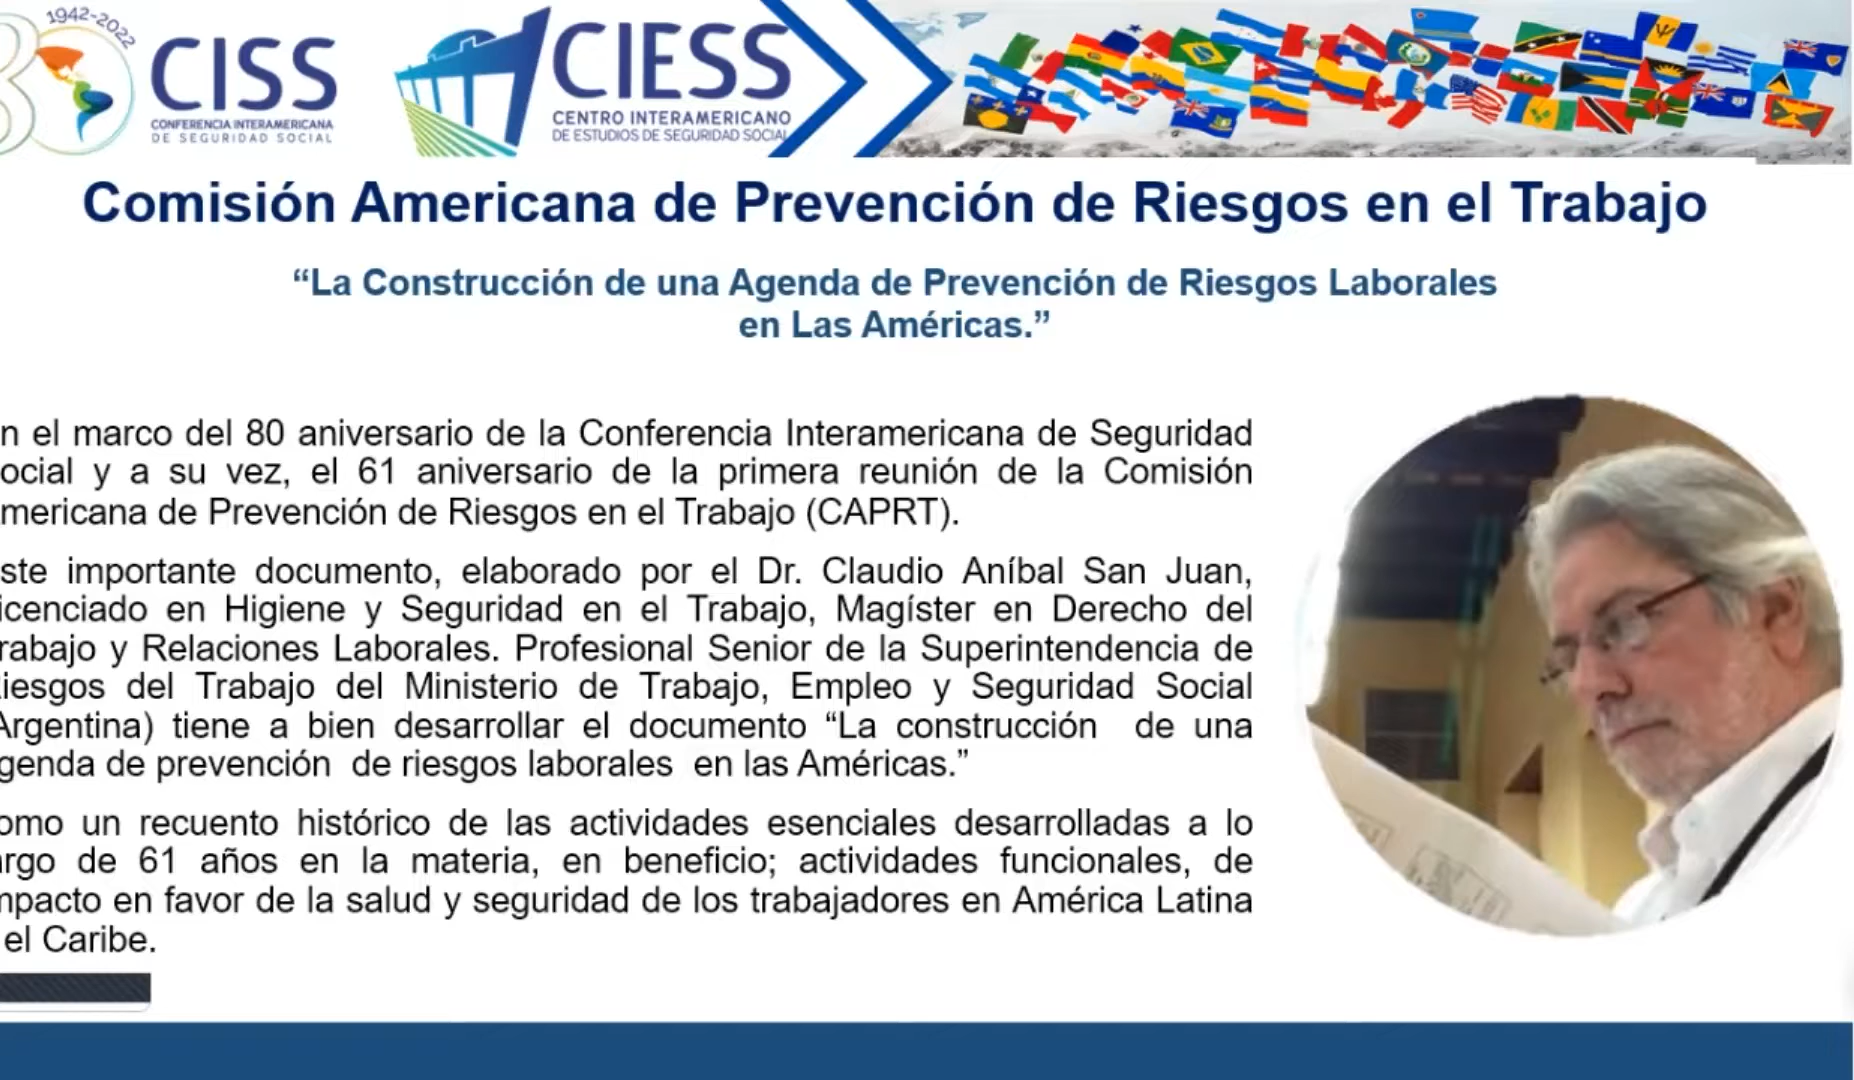 1942-2022
CISS
CONFERENCIA INTERAMERICANA
DE SEGURIDAD SOCIAL
CIESS
CENTRO INTERAMERICANO
DE ESTUDIOS DE SEGURIDAD SOCIAL
Comisión Americana de Prevención de Riesgos en el Trabajo
“La Construcción de una Agenda de Prevención de Riesgos Laborales
en Las Américas.”
n el marco del 80 aniversario de la Conferencia Interamericana de Seguridad
ocial y a su vez, el 61 aniversario de la primera reunión de la Comisión
mericana de Prevención de Riesgos en el Trabajo (CAPRT).
ste importante documento, elaborado por el Dr. Claudio Aníbal San Juan,
icenciado en Higiene y Seguridad en el Trabajo, Magíster en Derecho del
rabajo y Relaciones Laborales. Profesional Senior de la Superintendencia de
iesgos del Trabajo del Ministerio de Trabajo, Empleo y Seguridad Social
Argentina) tiene a bien desarrollar el documento “La construcción de una
genda de prevención de riesgos laborales en las Américas.”
omo un recuento histórico de las actividades esenciales desarrolladas a lo
argo de 61 años en la materia, en beneficio; actividades funcionales, de
mpacto en favor de la salud y seguridad de los trabajadores en América Latina
el Caribe.